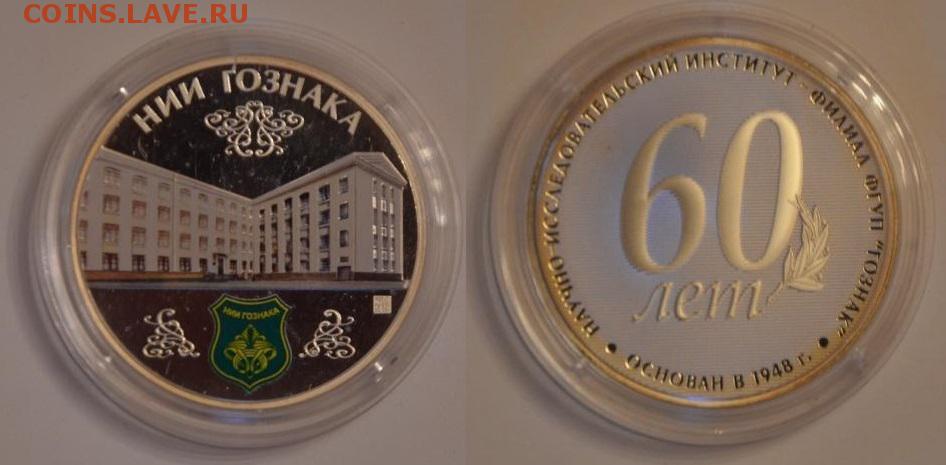 COINS.LAVE.RU
НИИ ГОЗНАКА
НИИ ГОЗНАКА
НАУЧНО ИССЛЕДОВАТЕЛЬСКИЙ ИНСТИТУТ - ФИЛИАЛ ФГУП "ГОЗНАК"
60
лет
• ОСНОВАН В 1948 г. •